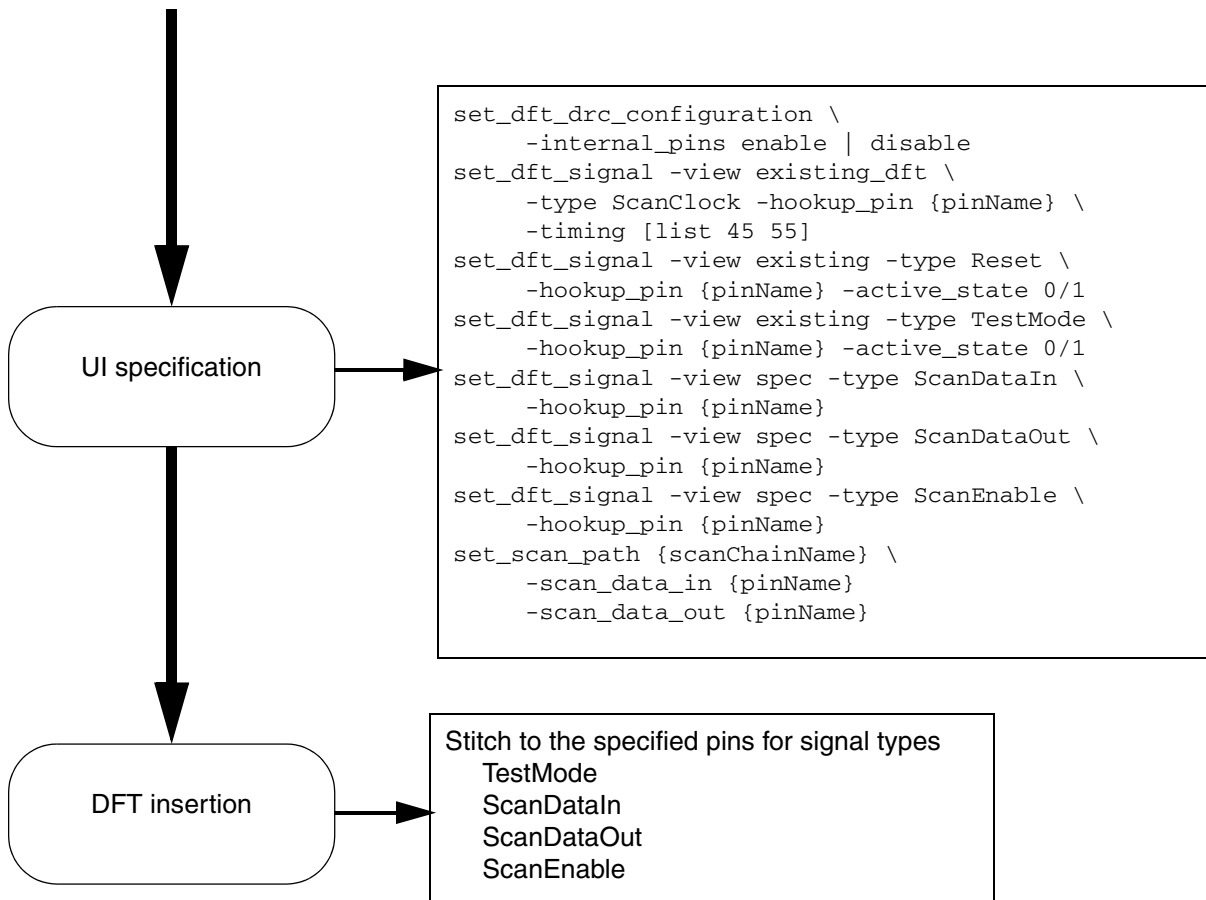 set_dft_drc_configuration \
-internal_pins enable | disable
set_dft_signal -view existing_dft \
-type ScanClock -hookup_pin {pinName} \
-timing [list 45 55]
set_dft_signal -view existing -type Reset \
-hookup_pin {pinName} -active_state 0/1
set_dft_signal -view existing -type TestMode \
-hookup_pin {pinName} -active_state 0/1
set_dft_signal -view spec -type ScanDataIn \
-hookup_pin {pinName}
set_dft_signal -view spec -type ScanDataOut \
-hookup_pin {pinName}
set_dft_signal -view spec -type ScanEnable \
-hookup_pin {pinName}
set_scan_path {scanChainName} \
-scan_data_in {pinName}
-scan_data_out {pinName}
UI specification
Stitch to the specified pins for signal types
TestMode
ScanDataIn
ScanDataOut
ScanEnable
DFT insertion